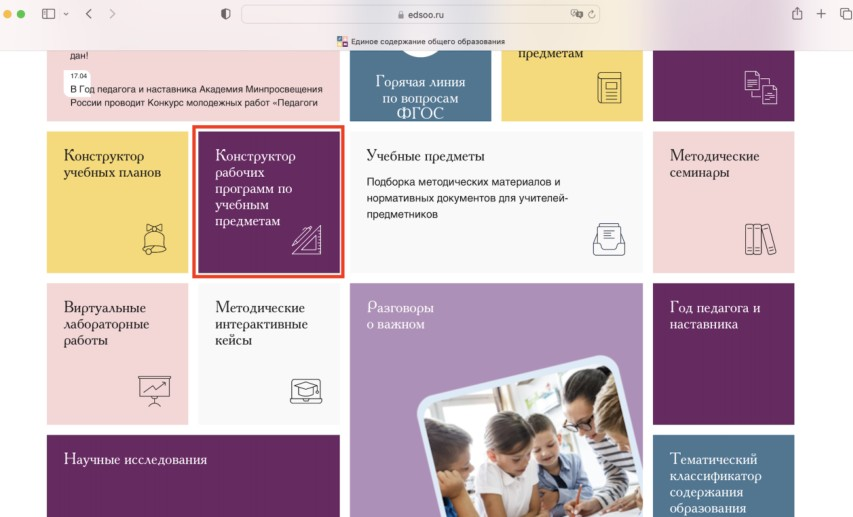 edsoo.ru
Единое содержание общего образования
дан!
17.04
В Год педагога и наставника Академия Минпросвещения
России проводит Конкурс молодежных работ «Педагоги
Горячая линия
по вопросам
ФГОС
предметам
Конструктор
учебных планов
Конструктор
рабочих
программ по
учебным
предметам
Учебные предметы
Подборка методических материалов и
нормативных документов для учителей-
предметников
Методические
семинары
Виртуальные
лабораторные
работы
Методические
интерактивные
кейсы
Разговоры
о важном
Год педагога и
наставника
Научные исследования
Тематический
классификатор
содержания
образования